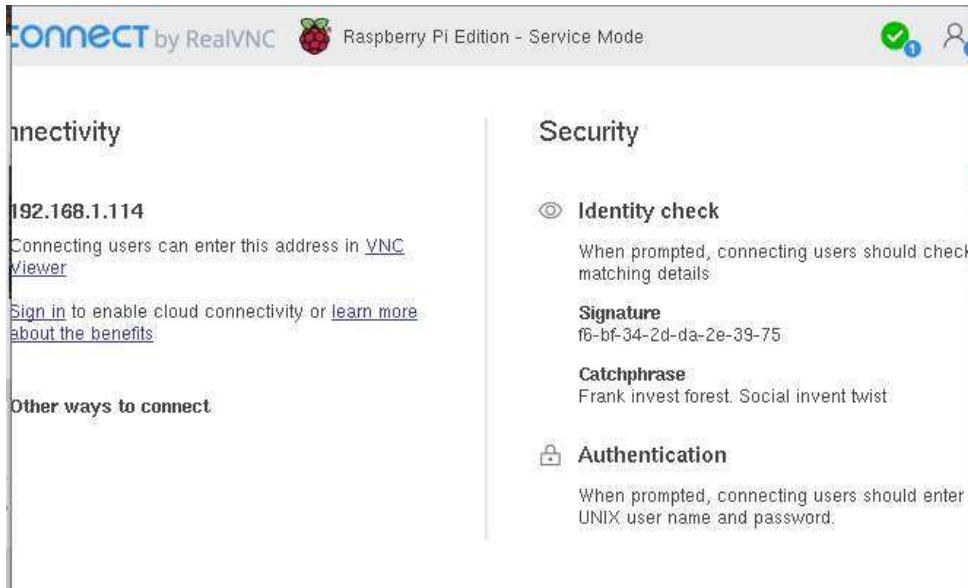 connect by RealVNC Raspberry Pi Edition - Service Mode
1
nnectivity
192.168.1.114
Connecting users can enter this address in VNC
Viewer
Sign in to enable cloud connectivity or learn more
about the benefits
Other ways to connect
Security
Identity check
When prompted, connecting users should check
matching details
Signature
f6-bf-34-2d-da-2e-39-75
Catchphrase
Frank invest forest. Social invent twist
Authentication
When prompted, connecting users should enter
UNIX user name and password.